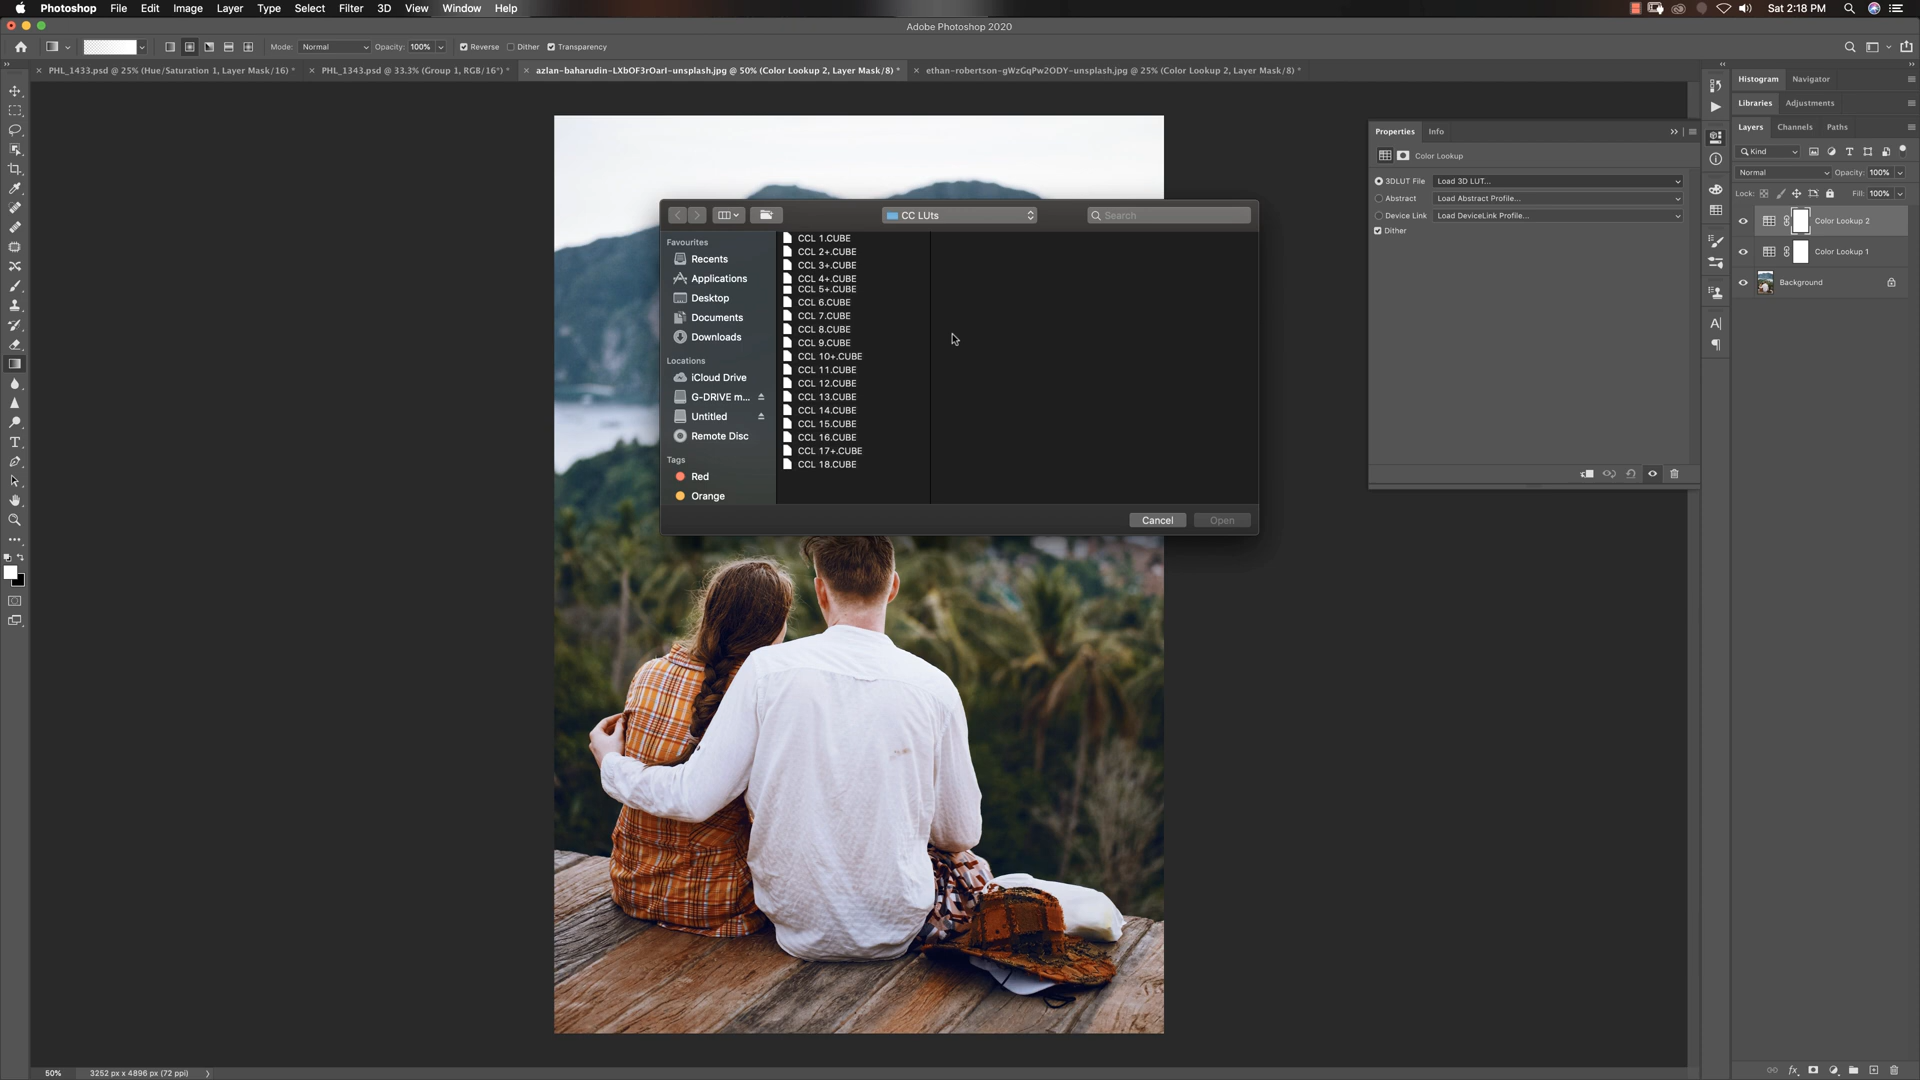 Photoshop File Edit Image Layer Type Select Filter 3D View Window Help Sat 2:18 PM
Adobe Photoshop 2020
Mode: Normal Opacity: 100% Reverse Dither Transparency
PHL_1433.psd @ 25% (Hue/Saturation 1, Layer Mask/16) *
PHL_1343.psd @ 33.3% (Group 1, RGB/16*) *
azlan-baharudin-LXbOF3rOarI-unsplash.jpg @ 50% (Color Lookup 2, Layer Mask/8) *
ethan-robertson-gWzGqPw2ODY-unsplash.jpg @ 25% (Color Lookup 2, Layer Mask/8) *
CC LUts
Search
Favourites
Recents
Applications
Desktop
Documents
Downloads
Locations
iCloud Drive
G-DRIVE m...
Untitled
Remote Disc
Tags
Red
Orange
CCL 1.CUBE
CCL 2+.CUBE
CCL 3+.CUBE
CCL 4+.CUBE
CCL 5+.CUBE
CCL 6.CUBE
CCL 7.CUBE
CCL 8.CUBE
CCL 9.CUBE
CCL 10+.CUBE
CCL 11.CUBE
CCL 12.CUBE
CCL 13.CUBE
CCL 14.CUBE
CCL 15.CUBE
CCL 16.CUBE
CCL 17+.CUBE
CCL 18.CUBE
Cancel Open
Properties Info
Color Lookup
3DLUT File Load 3D LUT...
Abstract Load Abstract Profile...
Device Link Load DeviceLink Profile...
Dither
Histogram Navigator
Libraries Adjustments
Layers Channels Paths
Kind
Normal Opacity: 100%
Lock: Fill: 100%
Color Lookup 2
Color Lookup 1
Background
50% 3252 px x 4896 px (72 ppi)